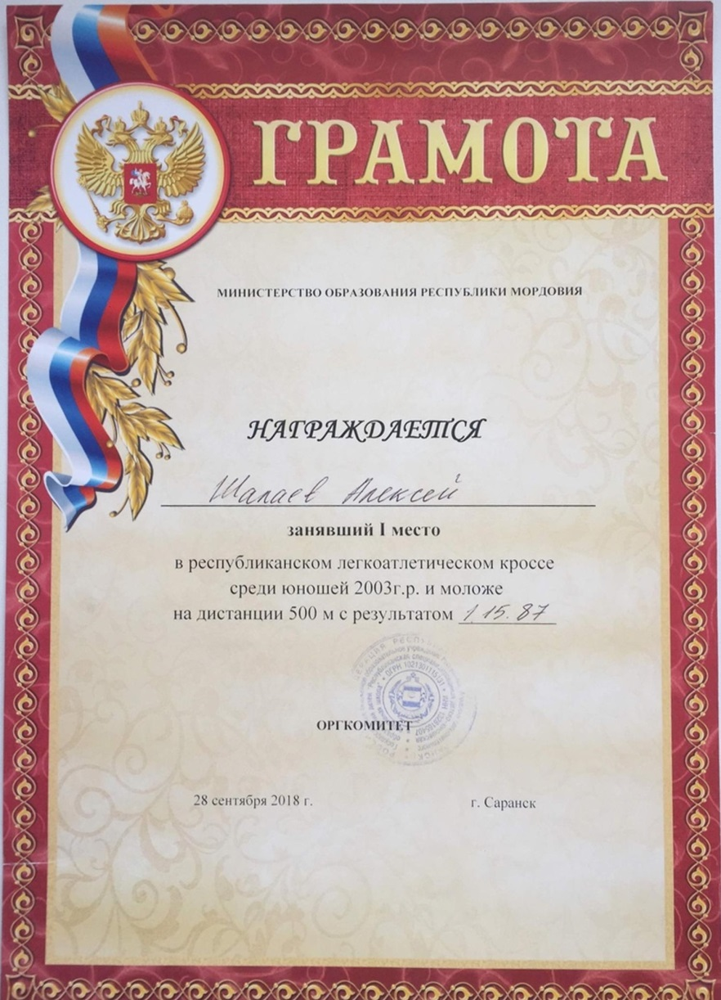 ГРАМОТА
МИНИСТЕРСТВО ОБРАЗОВАНИЯ РЕСПУБЛИКИ МОРДОВИЯ
НАГРАЖДАЕТСЯ
Шалаев Алексей
занявший I место
в республиканском легкоатлетическом кроссе
среди юношей 2003г.р. и моложе
на дистанции 500 м с результатом 1.15.87
ОРГКОМИТЕТ
28 сентября 2018 г. г. Саранск